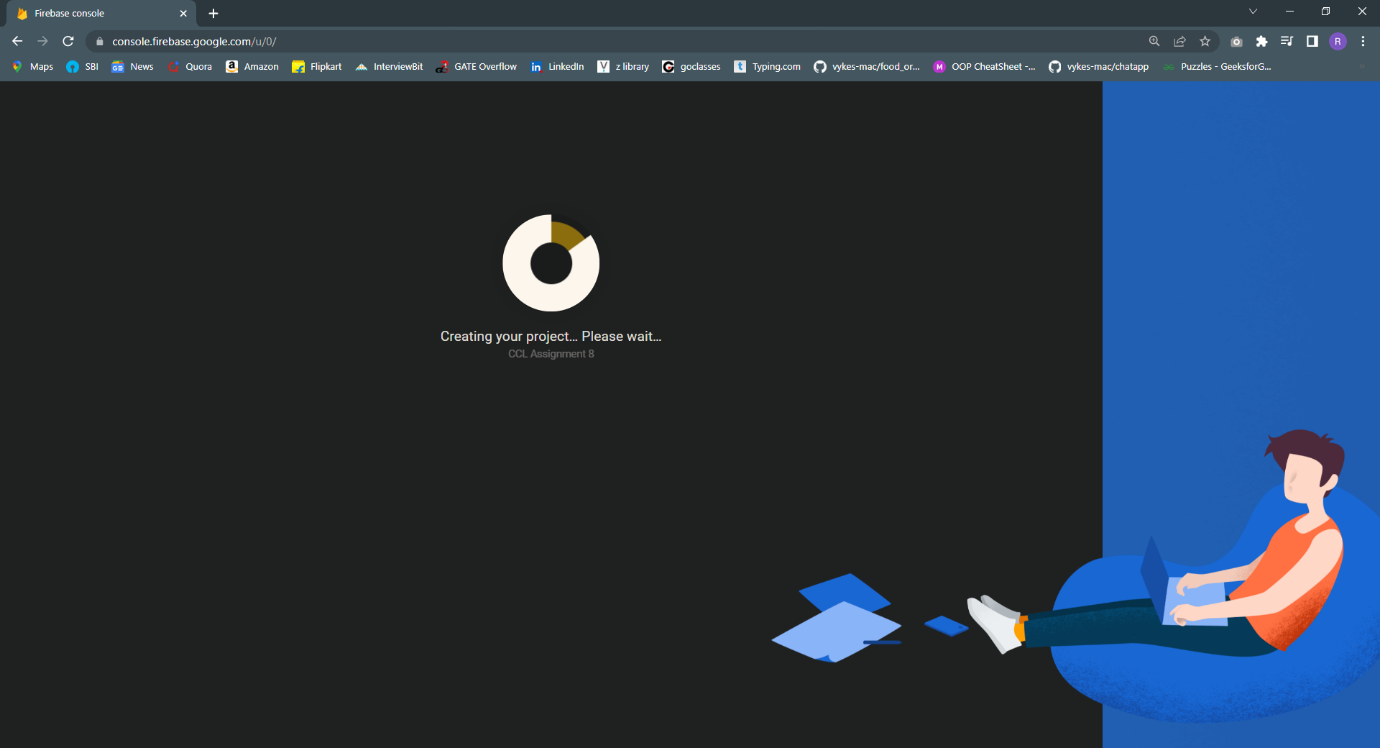 Firebase console
console.firebase.google.com/u/0/
R
Maps SBI News Quora Amazon Flipkart InterviewBit GATE Overflow LinkedIn z library goclasses Typing.com vykes-mac/food_or... OOP CheatSheet -... vykes-mac/chatapp Puzzles - GeeksforG...
Creating your project... Please wait...
CCL Assignment 8